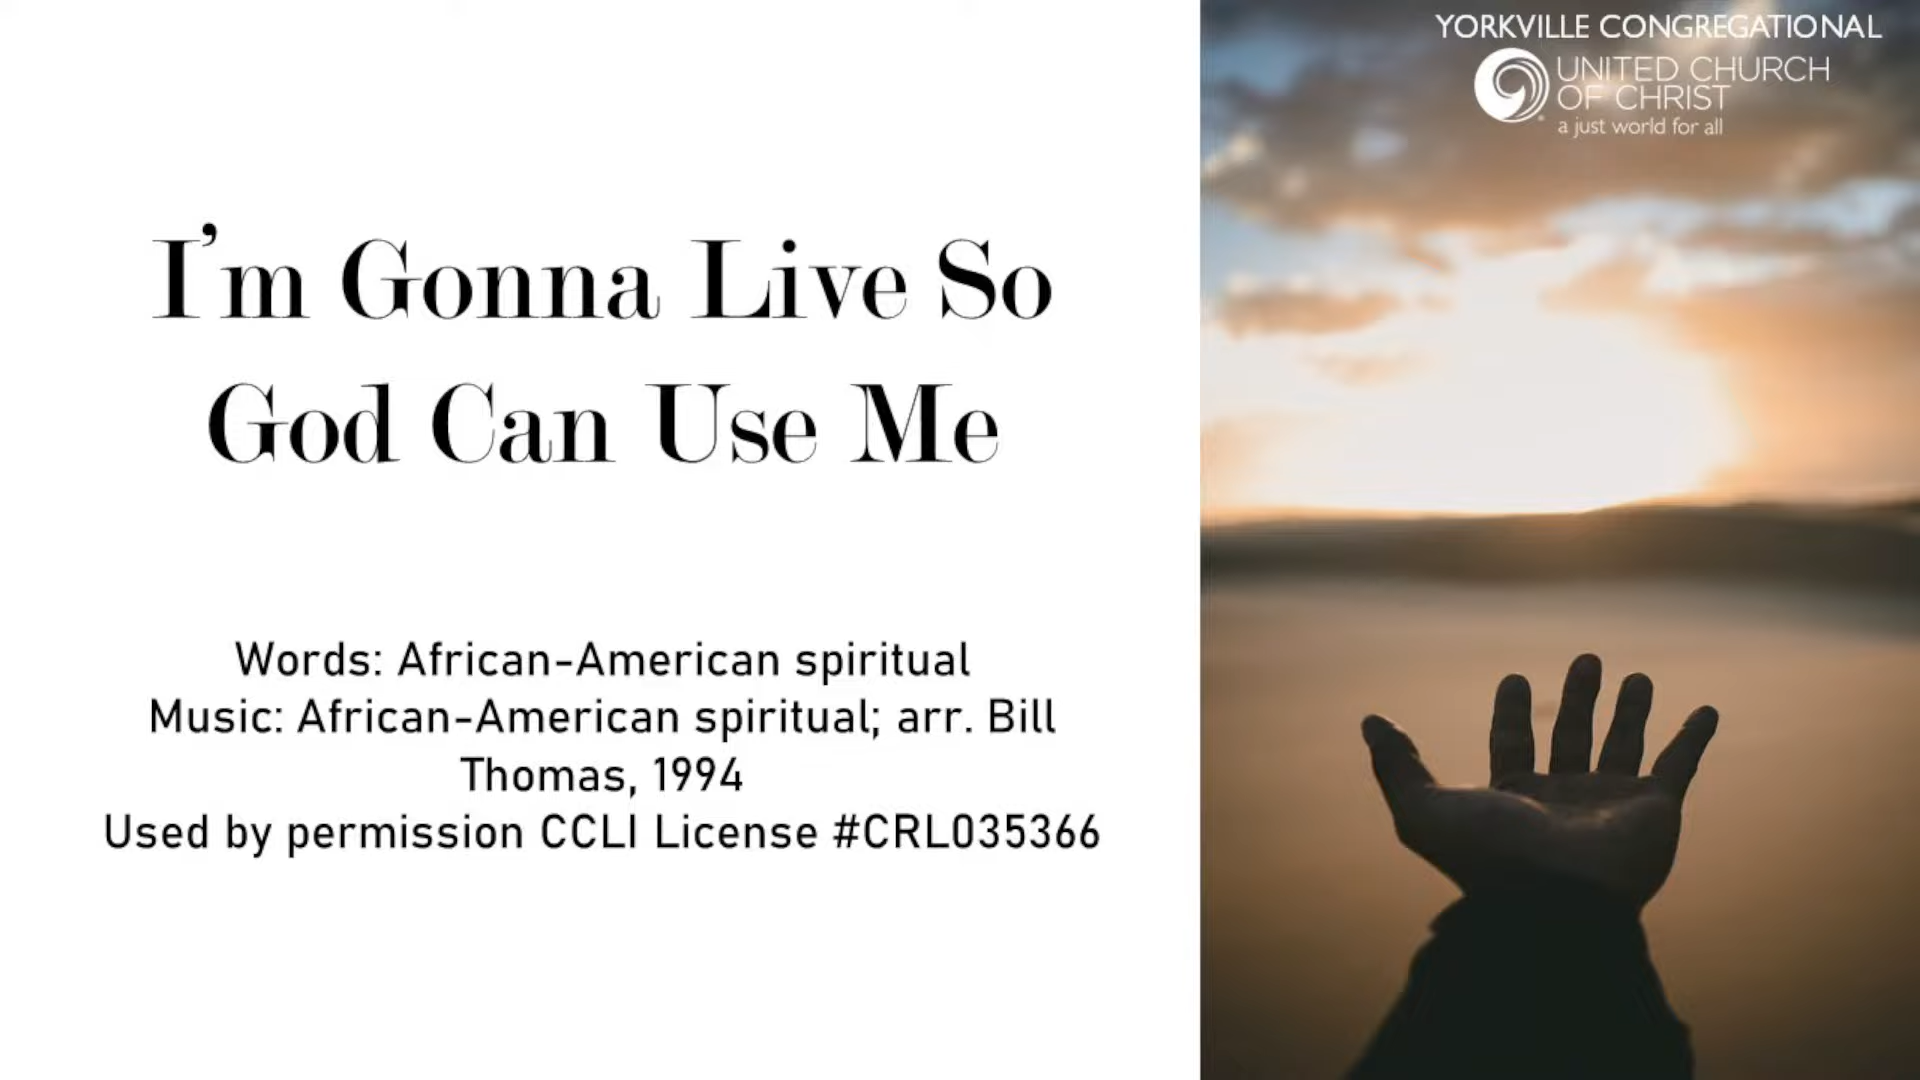 I'm Gonna Live So
God Can Use Me
Words: African-American spiritual
Music: African-American spiritual; arr. Bill
Thomas, 1994
Used by permission CCLI License #CRL035366
YORKVILLE CONGREGATIONAL
UNITED CHURCH
OF CHRIST
a just world for all